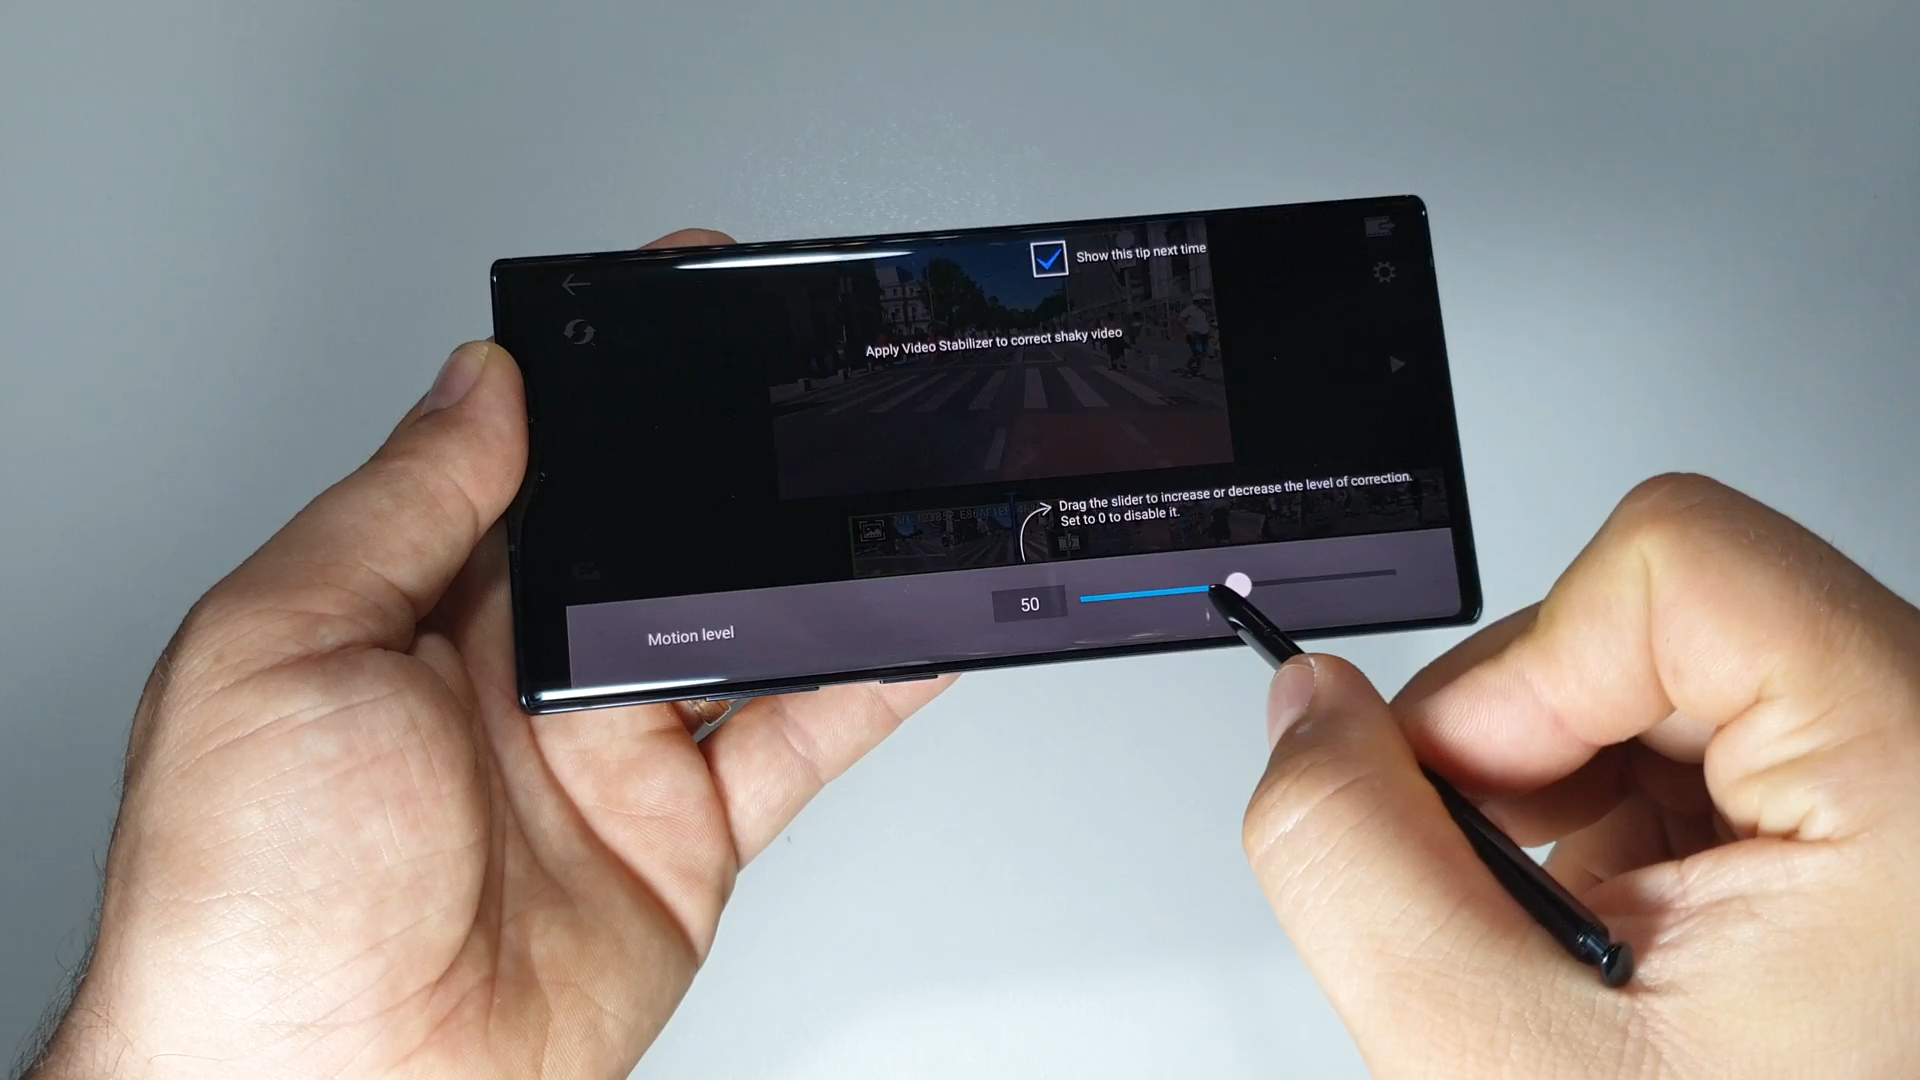 Show this tip next time
Apply Video Stabilizer to correct shaky video
Drag the slider to increase or decrease the level of correction.
Set to 0 to disable it.
50
Motion level